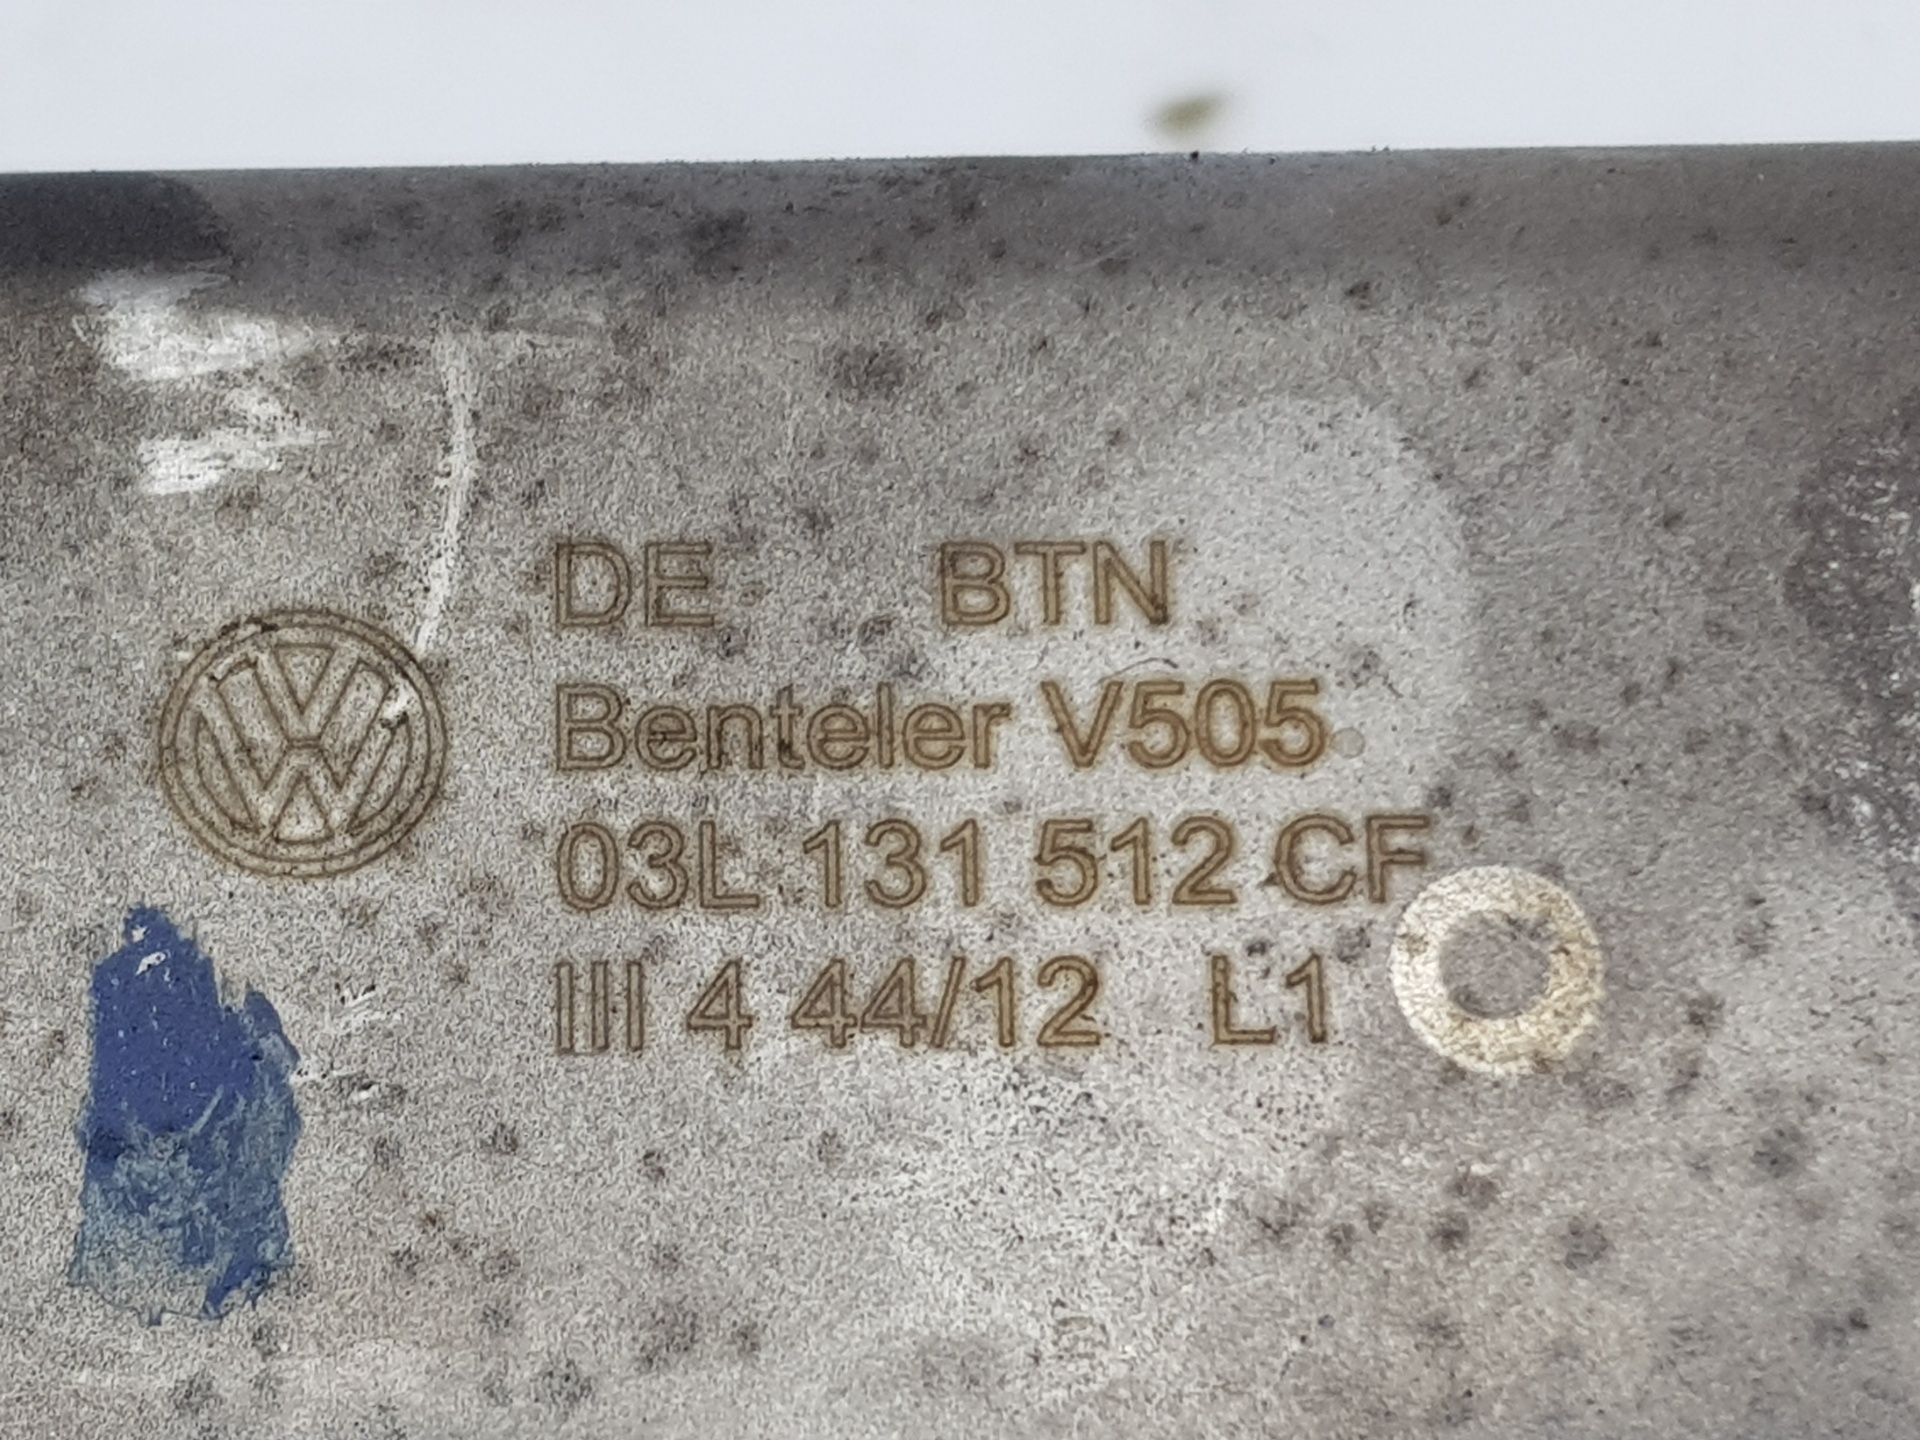 DE BTN
Benteler V505
03L 131 512 CF
III 4 44/12 L1